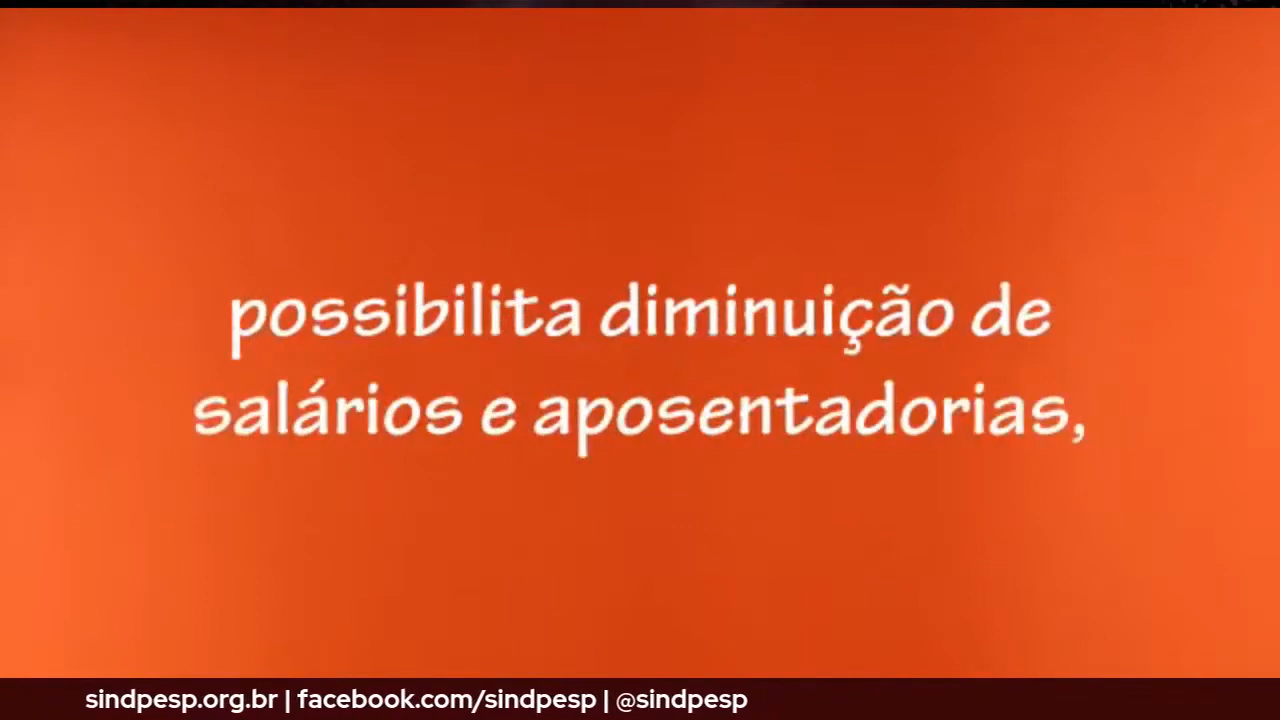 possibilita diminuição de
salários e aposentadorias,
sindpesp.org.br | facebook.com/sindpesp | @sindpesp